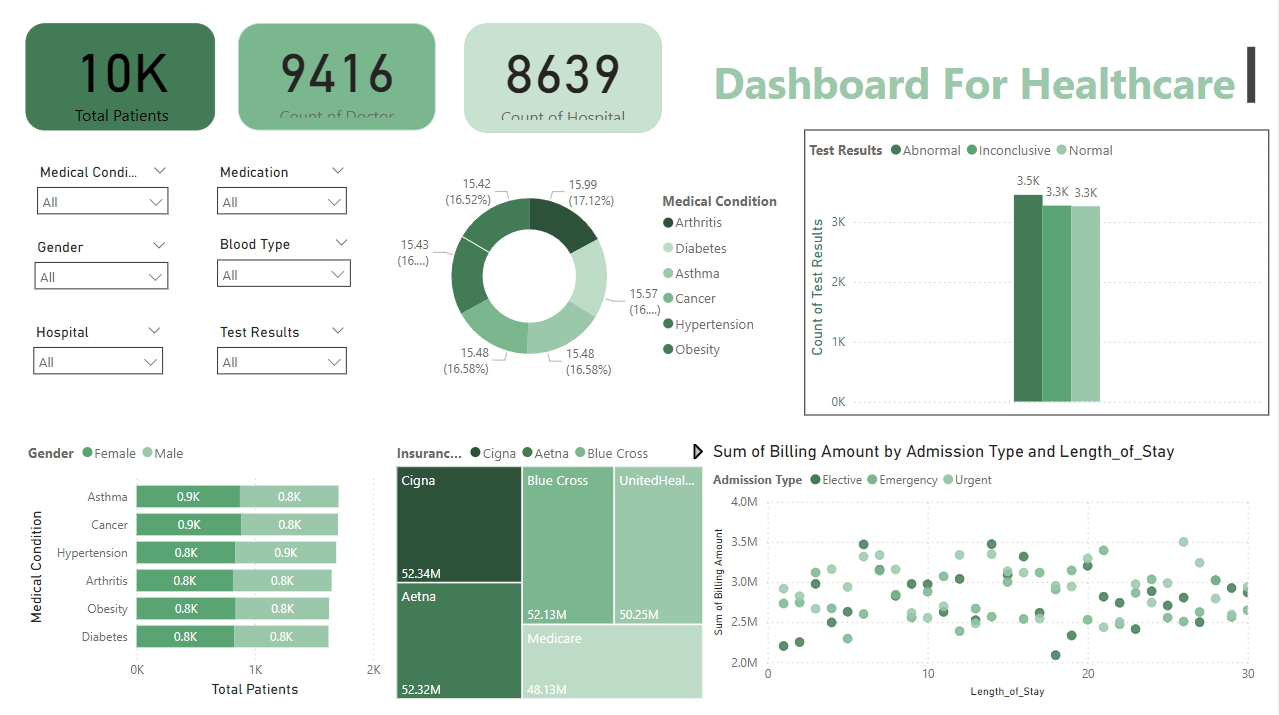 10K
Total Patients
9416
Count of Doctor
8639
Count of Hospital
Dashboard For Healthcare
Medical Condi...
All
Medication
All
Gender
All
Blood Type
All
Hospital
All
Test Results
All
15.42
(16.52%)
15.99
(17.12%)
15.43
(16....)
15.57
(16....)
15.48
(16.58%)
15.48
(16.58%)
Medical Condition
Arthritis
Diabetes
Asthma
Cancer
Hypertension
Obesity
Test Results Abnormal Inconclusive Normal
3.5K
3.3K
3.3K
3K
2K
1K
0K
Count of Test Results
Gender Female Male
Asthma 0.9K 0.8K
Cancer 0.9K 0.8K
Hypertension 0.8K 0.9K
Arthritis 0.8K 0.8K
Obesity 0.8K 0.8K
Diabetes 0.8K 0.8K
0K 1K 2K
Total Patients
Medical Condition
Insuranc... Cigna Aetna Blue Cross
Cigna
52.34M
Aetna
52.32M
Blue Cross
52.13M
UnitedHeal...
50.25M
Medicare
48.13M
Sum of Billing Amount by Admission Type and Length_of_Stay
Admission Type Elective Emergency Urgent
4.0M
3.5M
3.0M
2.5M
2.0M
Sum of Billing Amount
0 10 20 30
Length_of_Stay